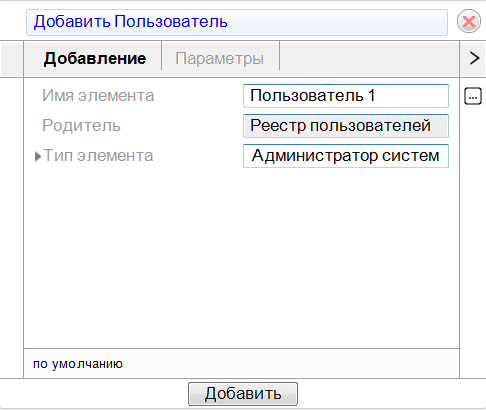 Добавить Пользователь
Добавление Параметры
Имя элемента Пользователь 1
Родитель Реестр пользователей
Тип элемента Администратор систем
по умолчанию
Добавить